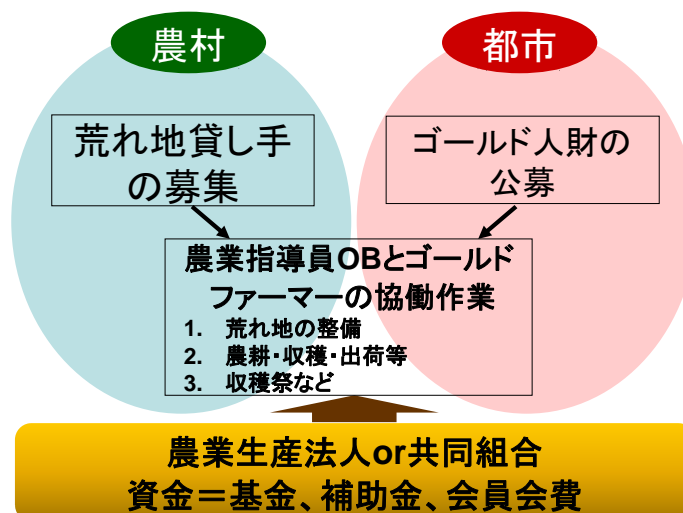 農村
都市
荒れ地貸し手
の募集
ゴールド人財の
公募
農業指導員OBとゴールド
ファーマーの協働作業
1. 荒れ地の整備
2. 農耕・収穫・出荷等
3. 収穫祭など
農業生産法人or共同組合
資金＝基金、補助金、会員会費